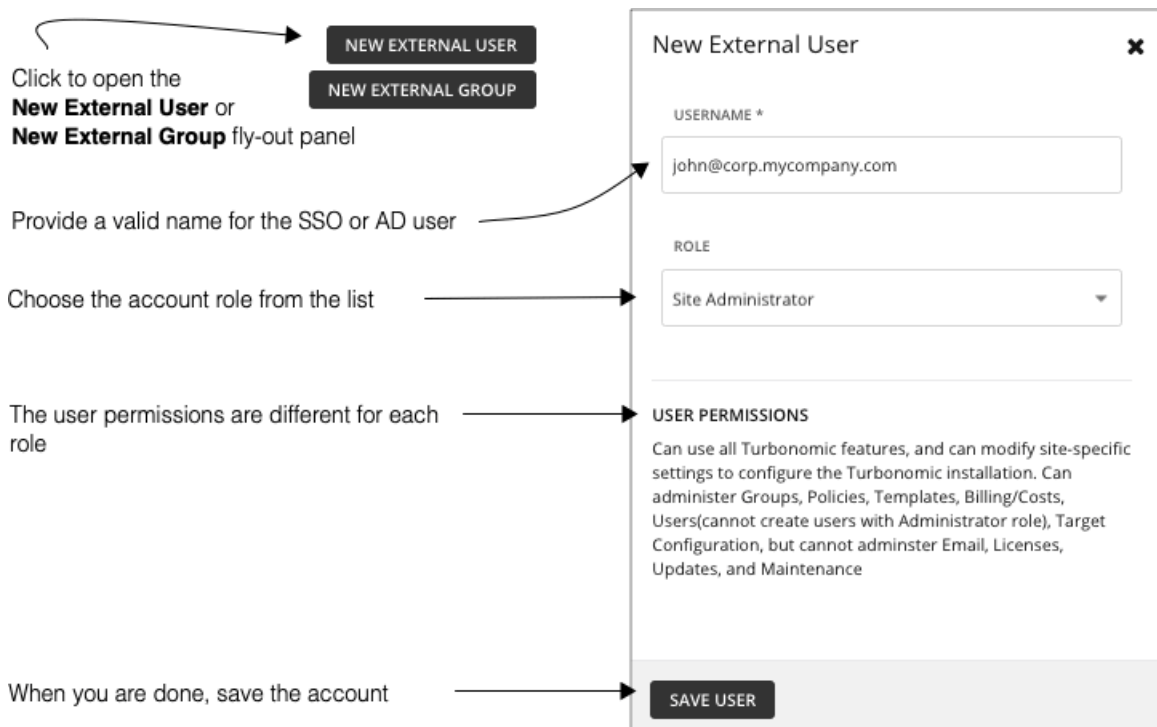 NEW EXTERNAL USER
NEW EXTERNAL GROUP
Click to open the
New External User or
New External Group fly-out panel
Provide a valid name for the SSO or AD user
Choose the account role from the list
The user permissions are different for each
role
When you are done, save the account
New External User
USERNAME *
john@corp.mycompany.com
ROLE
Site Administrator
USER PERMISSIONS
Can use all Turbonomic features, and can modify site-specific
settings to configure the Turbonomic installation. Can
administer Groups, Policies, Templates, Billing/Costs,
Users(cannot create users with Administrator role), Target
Configuration, but cannot adminster Email, Licenses,
Updates, and Maintenance
SAVE USER